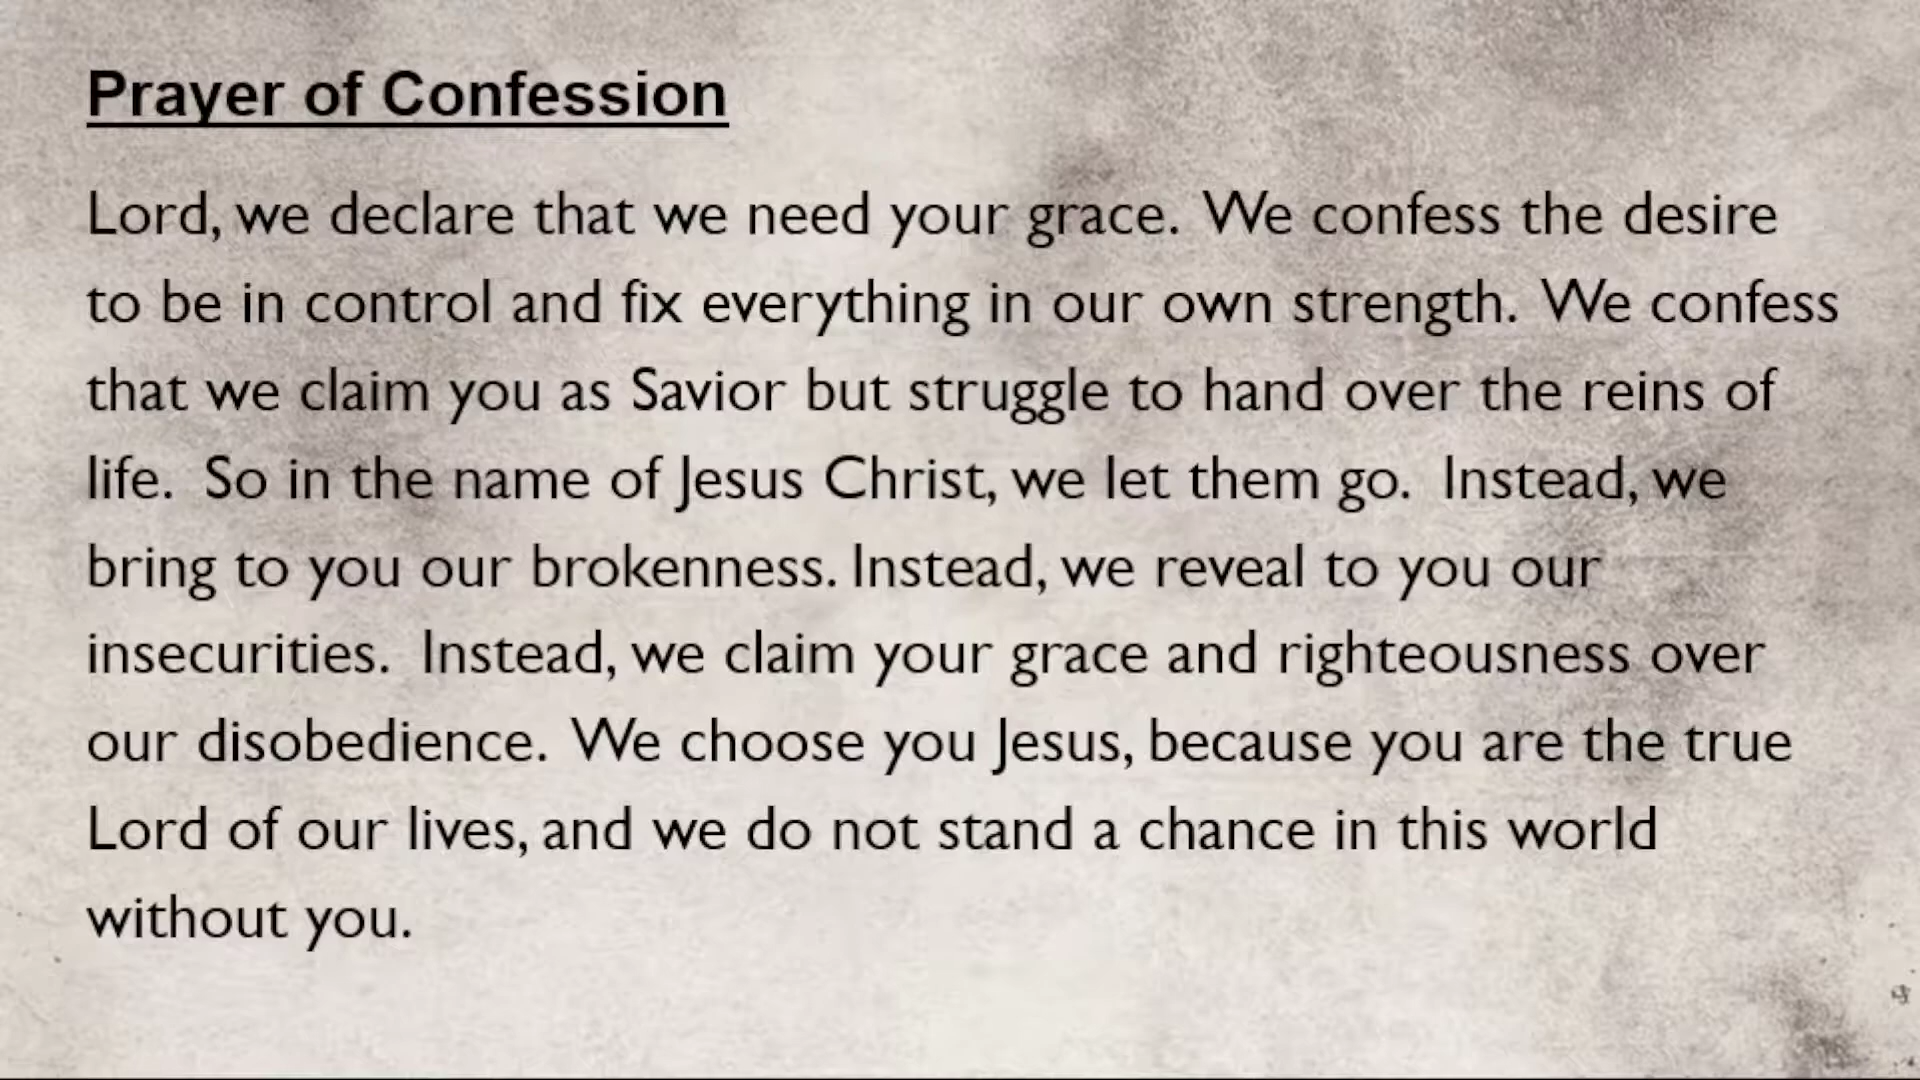 Prayer of Confession
Lord, we declare that we need your grace. We confess the desire
to be in control and fix everything in our own strength. We confess
that we claim you as Savior but struggle to hand over the reins of
life. So in the name of Jesus Christ, we let them go. Instead, we
bring to you our brokenness. Instead, we reveal to you our
insecurities. Instead, we claim your grace and righteousness over
our disobedience. We choose you Jesus, because you are the true
Lord of our lives, and we do not stand a chance in this world
without you.